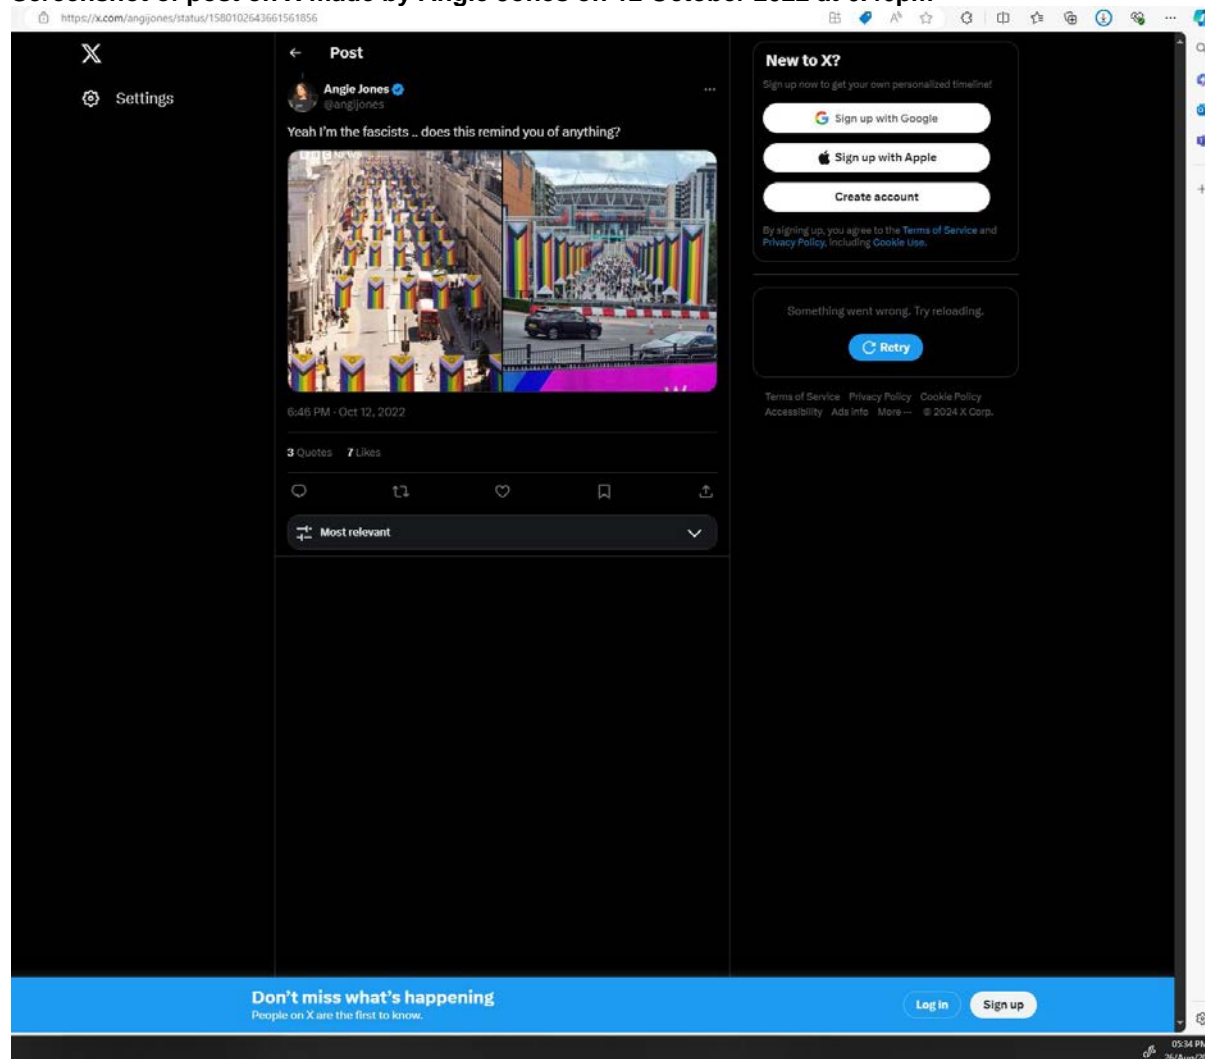 Screenshot of post on X made by Angie Jones on 12 October 2022 at 6.46pm
https://x.com/angijones/status/1580102643661561856
X
Settings
Post
Angie Jones
@angijones
Yeah I'm the fascists .. does this remind you of anything?
NEWS
6:46 PM · Oct 12, 2022
3 Quotes 7 Likes
Most relevant
New to X?
Sign up now to get your own personalized timeline!
Sign up with Google
Sign up with Apple
Create account
By signing up, you agree to the Terms of Service and
Privacy Policy, including Cookie Use.
Something went wrong. Try reloading.
Retry
Terms of Service Privacy Policy Cookie Policy
Accessibility Ads info More ··· © 2024 X Corp.
Don't miss what's happening
People on X are the first to know.
Log in
Sign up
05:34 PM